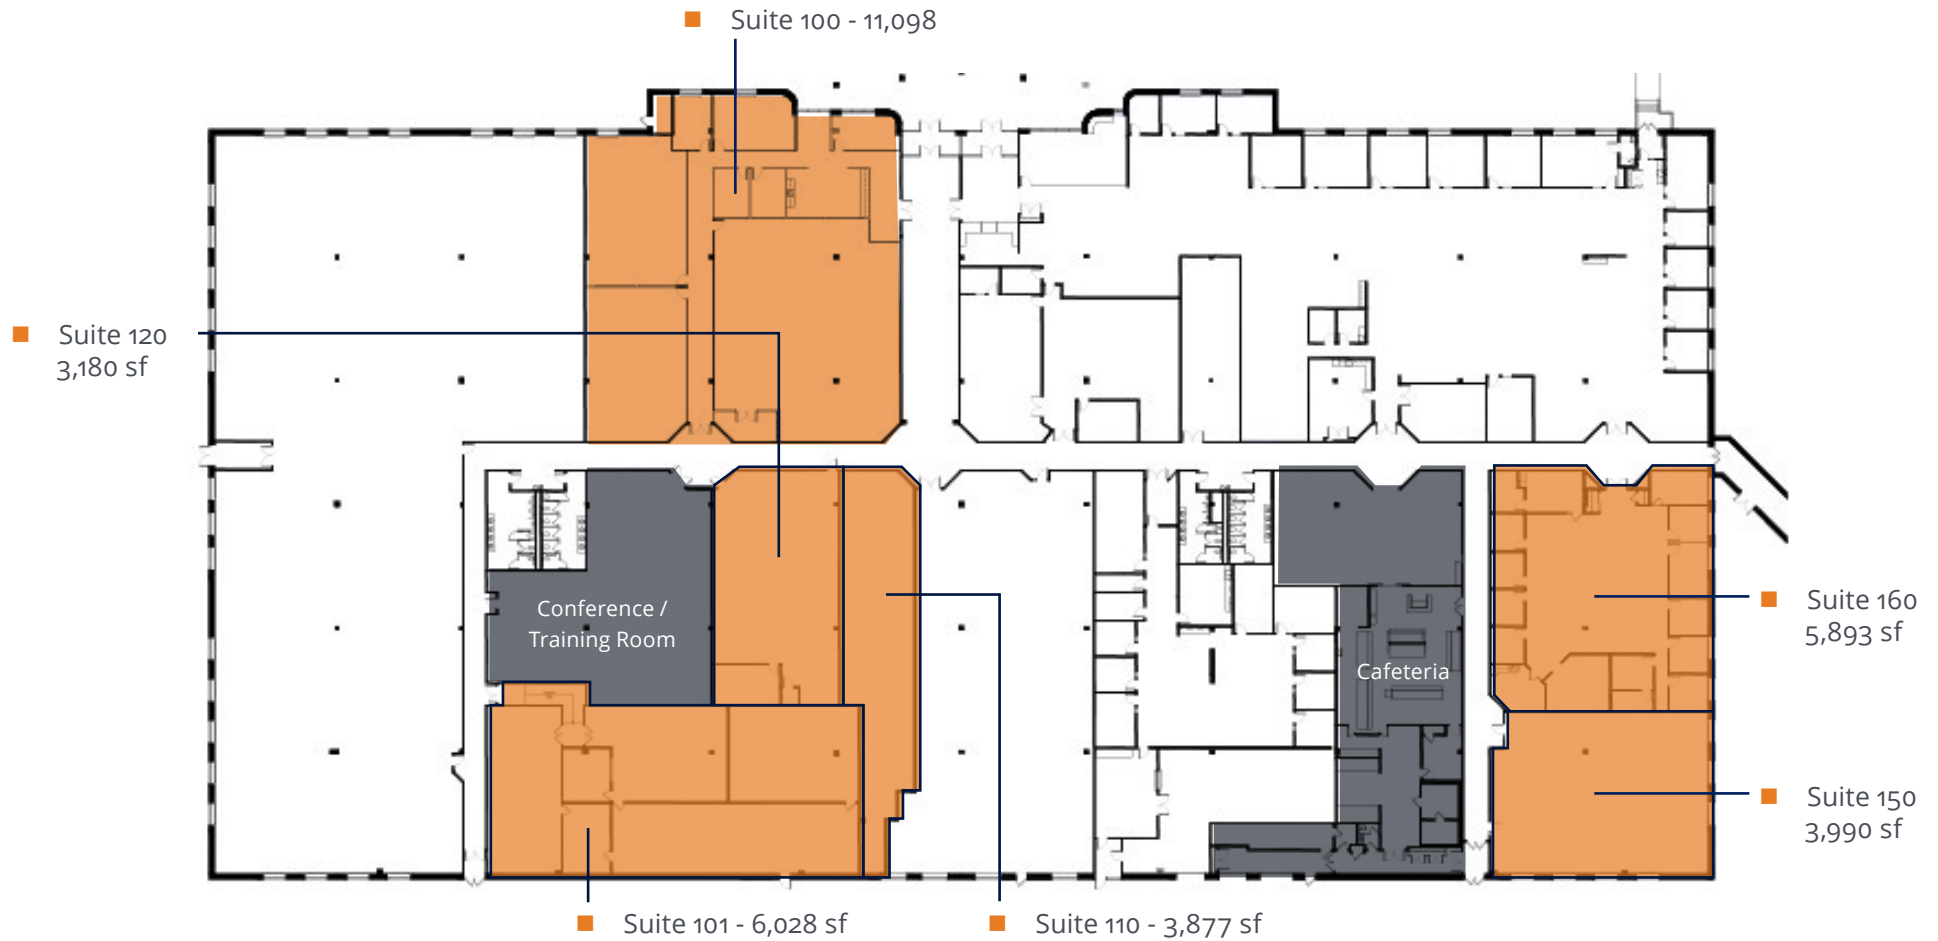 Suite 100 - 11,098
Suite 120
3,180 sf
Conference /
Training Room
Cafeteria
Suite 160
5,893 sf
Suite 150
3,990 sf
Suite 101 - 6,028 sf
Suite 110 - 3,877 sf